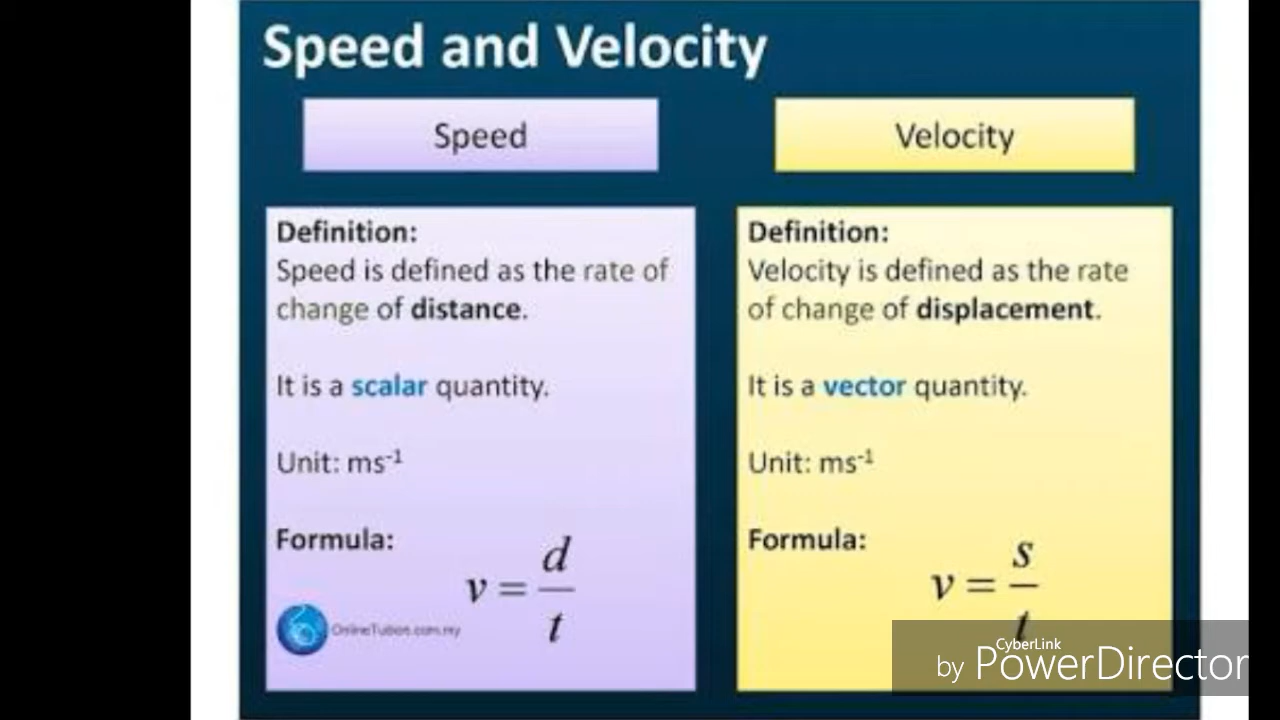 Speed and Velocity
Speed
Definition:
Speed is defined as the rate of
change of distance.
It is a scalar quantity.
Unit: ms⁻¹
Formula:
v = d/t
OnlineTuition.com.my
Velocity
Definition:
Velocity is defined as the rate
of change of displacement.
It is a vector quantity.
Unit: ms⁻¹
Formula:
v = s/t
CyberLink
by PowerDirector